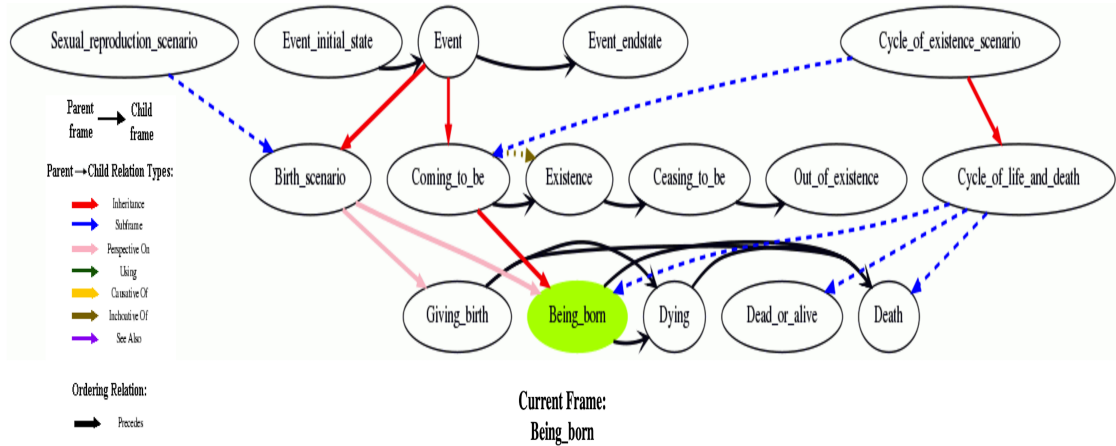 Sexual_reproduction_scenario
Event_initial_state
Event
Event_endstate
Cycle_of_existence_scenario
Parent
frame
Child
frame
Parent → Child Relation Types:
Inheritance
Subframe
Perspective On
Using
Causative Of
Inchoative Of
See Also
Ordering Relation:
Precedes
Birth_scenario
Coming_to_be
Existence
Ceasing_to_be
Out_of_existence
Cycle_of_life_and_death
Giving_birth
Being_born
Dying
Dead_or_alive
Death
Current Frame:
Being_born